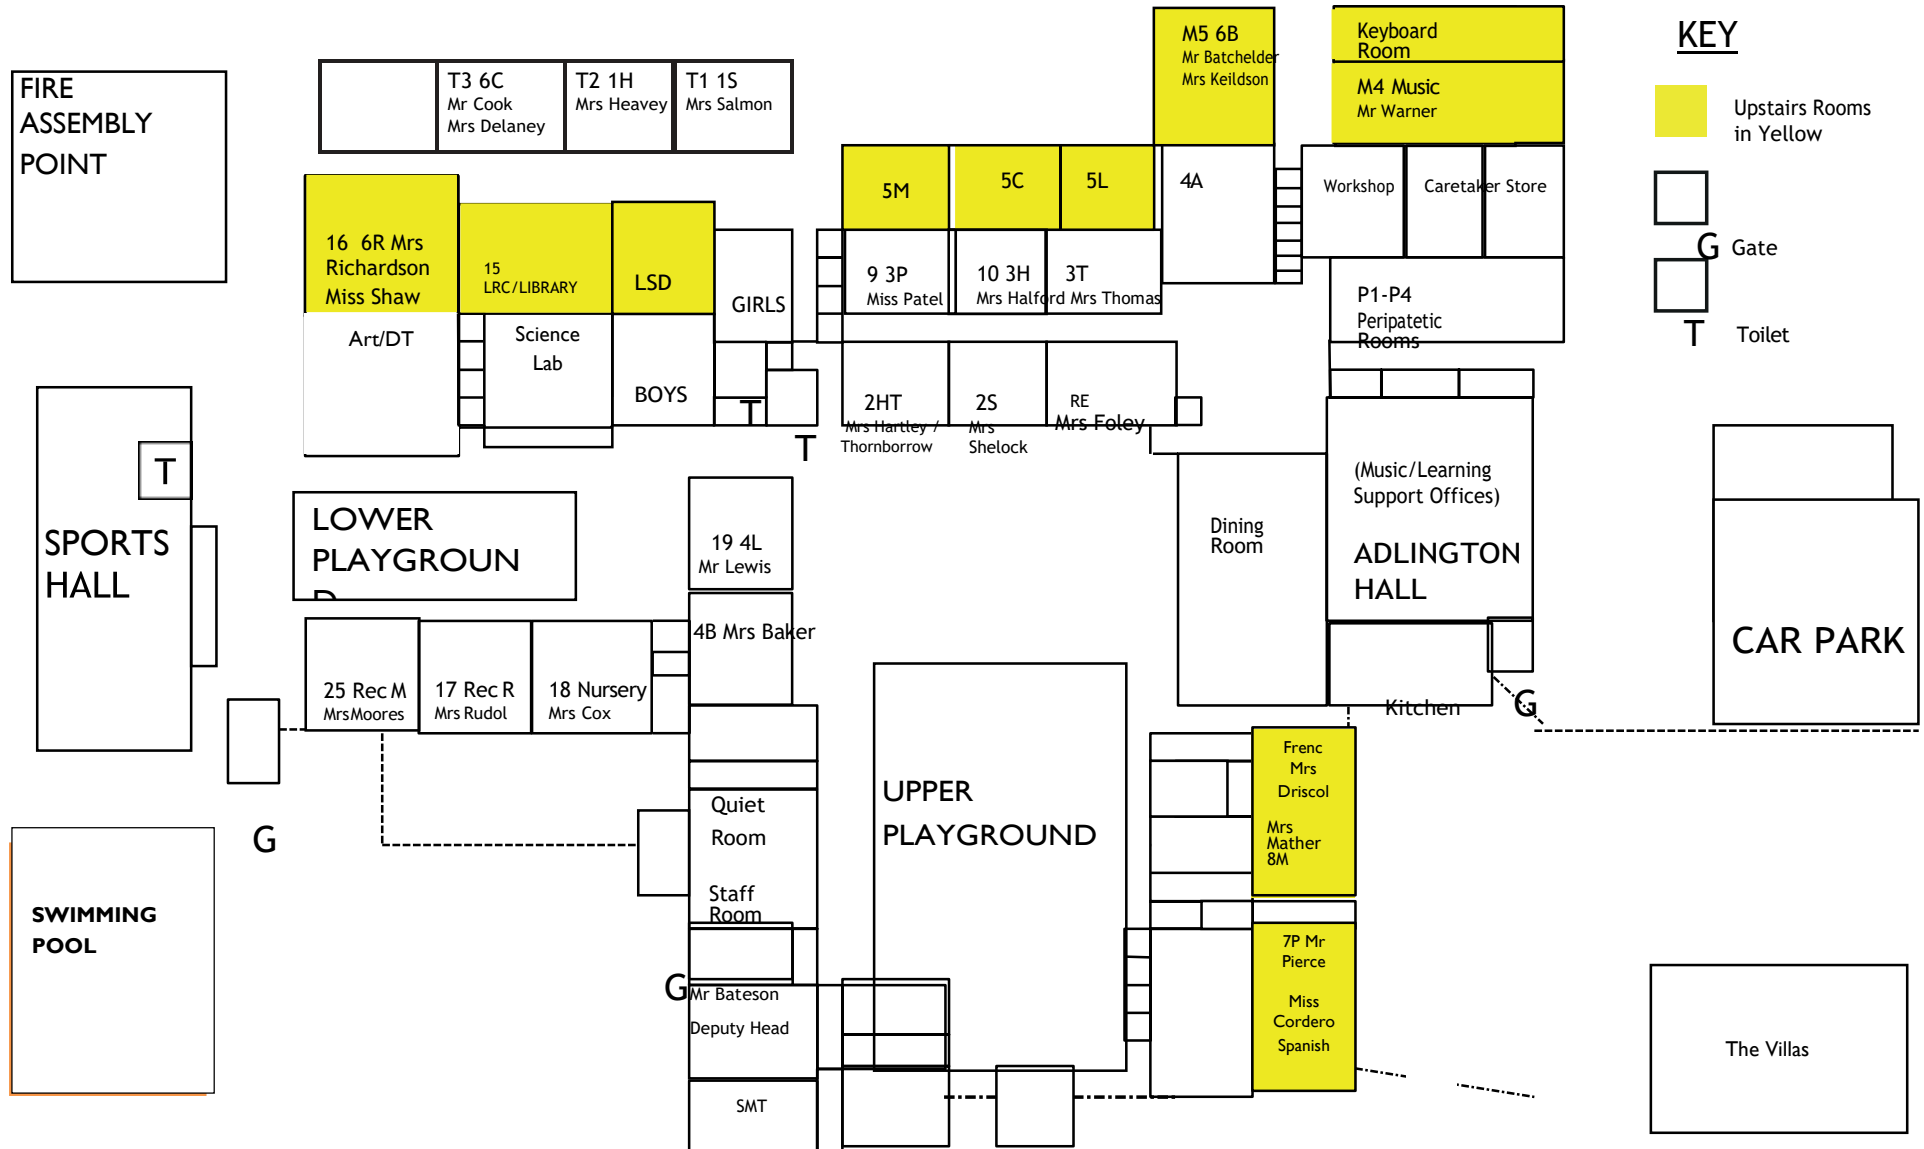 KEY
Upstairs Rooms
in Yellow
G Gate
T Toilet
FIRE
ASSEMBLY
POINT
T3 6C
Mr Cook
Mrs Delaney
T2 1H
Mrs Heavey
T1 1S
Mrs Salmon
M5 6B
Mr Batchelder
Mrs Keildson
Keyboard
Room
M4 Music
Mr Warner
5M
5C
5L
4A
Workshop
Caretaker Store
16 6R Mrs
Richardson
Miss Shaw
15
LRC/LIBRARY
LSD
GIRLS
9 3P
Miss Patel
10 3H
Mrs Halford
3T
Mrs Thomas
P1-P4
Peripatetic
Rooms
Art/DT
Science
Lab
BOYS
T
T
2HT
Mrs Hartley /
Thornborrow
2S
Mrs
Shelock
RE
Mrs Foley
T
SPORTS
HALL
LOWER
PLAYGROUN
D
19 4L
Mr Lewis
Dining
Room
(Music/Learning
Support Offices)
ADLINGTON
HALL
CAR PARK
4B Mrs Baker
25 Rec M
MrsMoores
17 Rec R
Mrs Rudol
18 Nursery
Mrs Cox
Kitchen
G
G
Quiet
Room
Staff
Room
UPPER
PLAYGROUND
Frenc
Mrs
Driscol
Mrs
Mather
8M
SWIMMING
POOL
7P Mr
Pierce
Miss
Cordero
Spanish
G
Mr Bateson
Deputy Head
SMT
The Villas